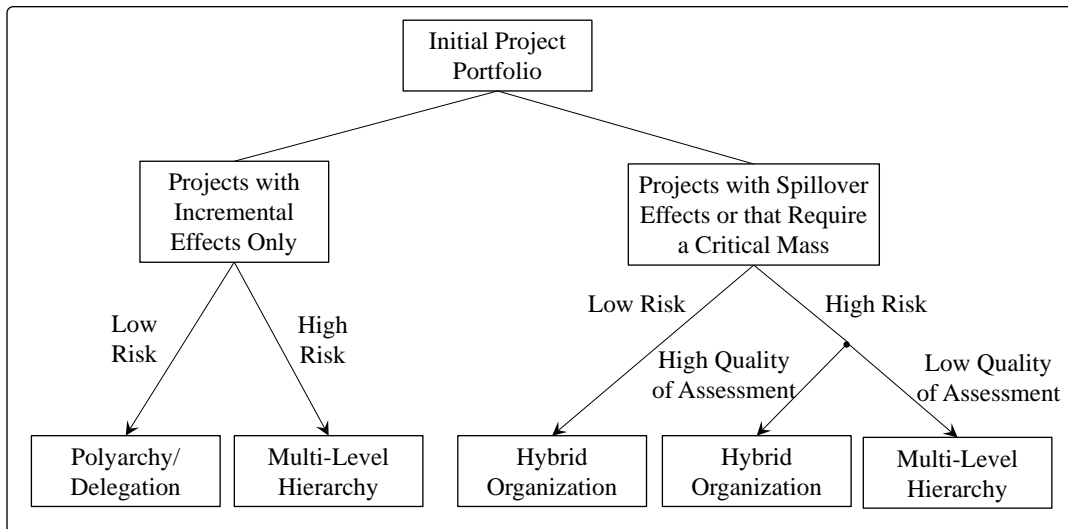 Initial Project
Portfolio
Projects with
Incremental
Effects Only
Projects with Spillover
Effects or that Require
a Critical Mass
Low
Risk
High
Risk
Low Risk
High Risk
High Quality
of Assessment
Low Quality
of Assessment
Polyarchy/
Delegation
Multi-Level
Hierarchy
Hybrid
Organization
Hybrid
Organization
Multi-Level
Hierarchy